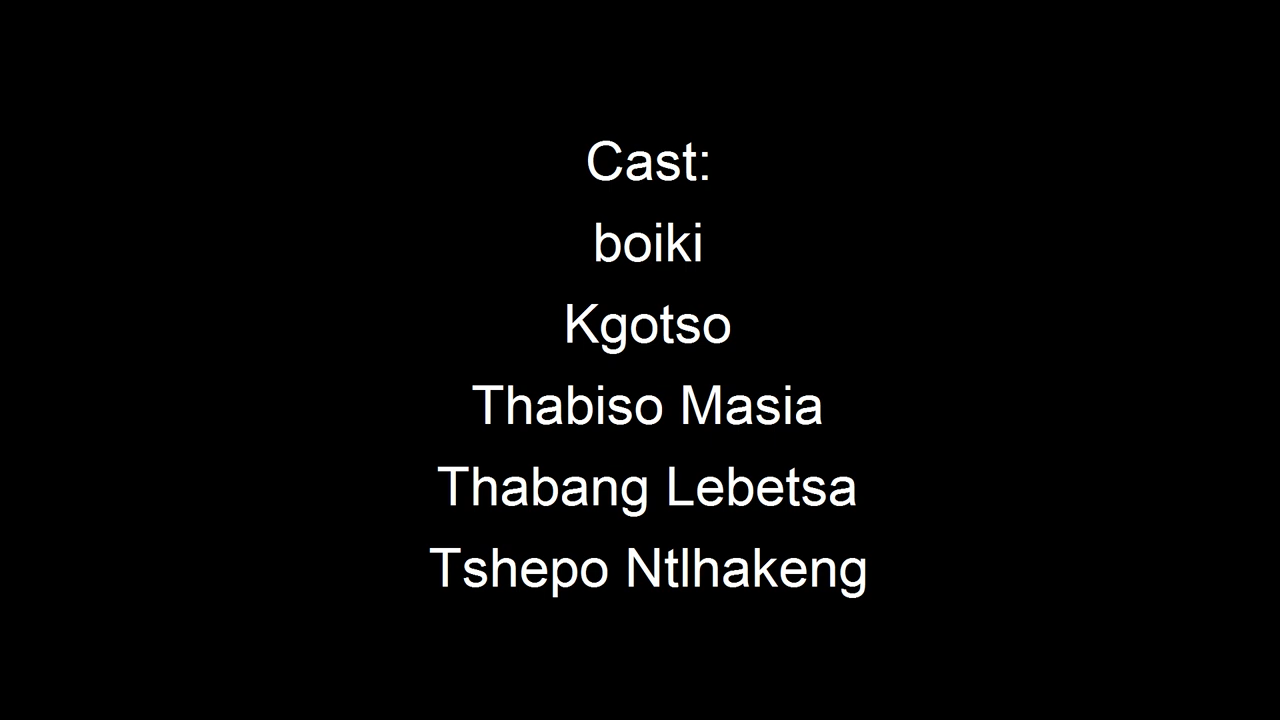 Cast:
boiki
Kgotso
Thabiso Masia
Thabang Lebetsa
Tshepo Ntlhakeng